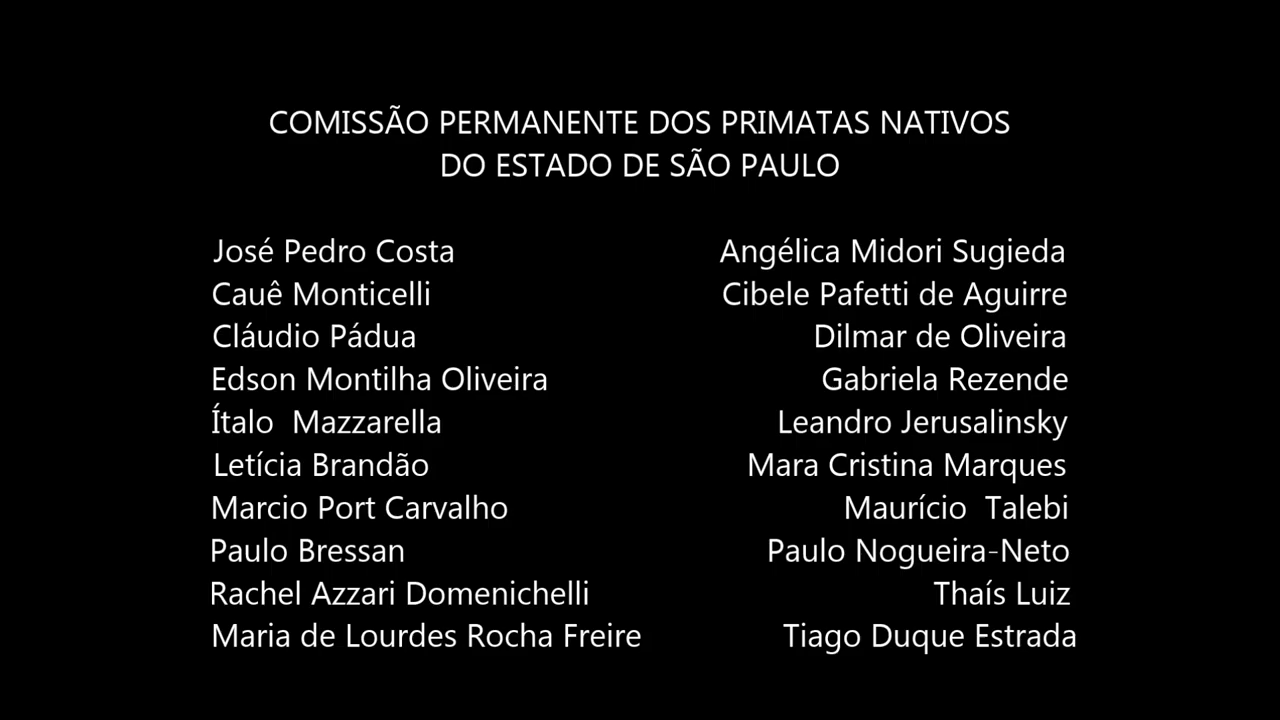 COMISSÃO PERMANENTE DOS PRIMATAS NATIVOS
DO ESTADO DE SÃO PAULO
José Pedro Costa Angélica Midori Sugieda
Cauê Monticelli Cibele Pafetti de Aguirre
Cláudio Pádua Dilmar de Oliveira
Edson Montilha Oliveira Gabriela Rezende
Ítalo Mazzarella Leandro Jerusalinsky
Letícia Brandão Mara Cristina Marques
Marcio Port Carvalho Maurício Talebi
Paulo Bressan Paulo Nogueira-Neto
Rachel Azzari Domenichelli Thaís Luiz
Maria de Lourdes Rocha Freire Tiago Duque Estrada